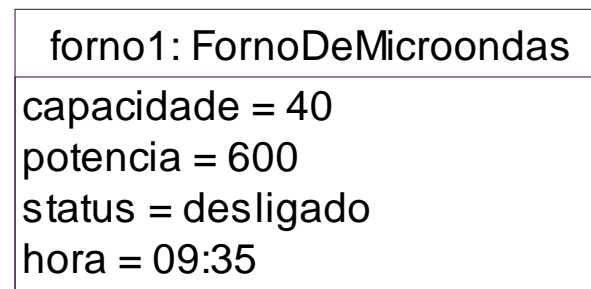 forno1: FornoDeMicroondas
capacidade = 40
potencia = 600
status = desligado
hora = 09:35